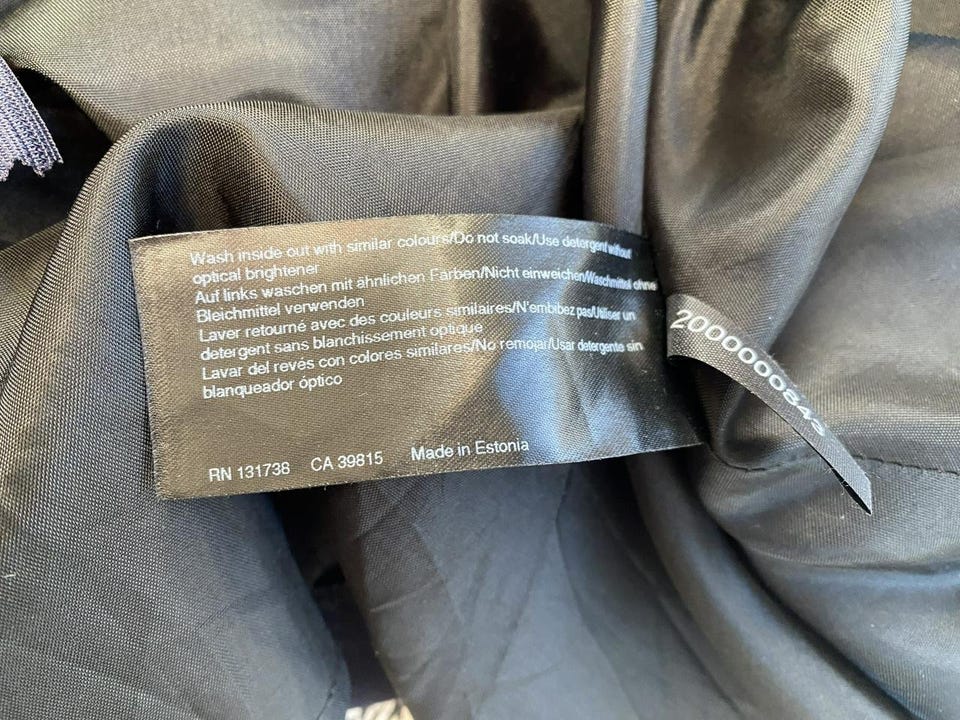 Wash inside out with similar colours/Do not soak/Use detergent without
optical brightener
Auf links waschen mit ähnlichen Farben/Nicht einweichen/Waschmittel ohne
Bleichmittel verwenden
Laver retourné avec des couleurs similaires/N'embibez pas/Utiliser un
detergent sans blanchissement optique
Lavar del revés con colores similares/No remojar/Usar detergente sin
blanqueador óptico
RN 131738 CA 39815 Made in Estonia
2000000843